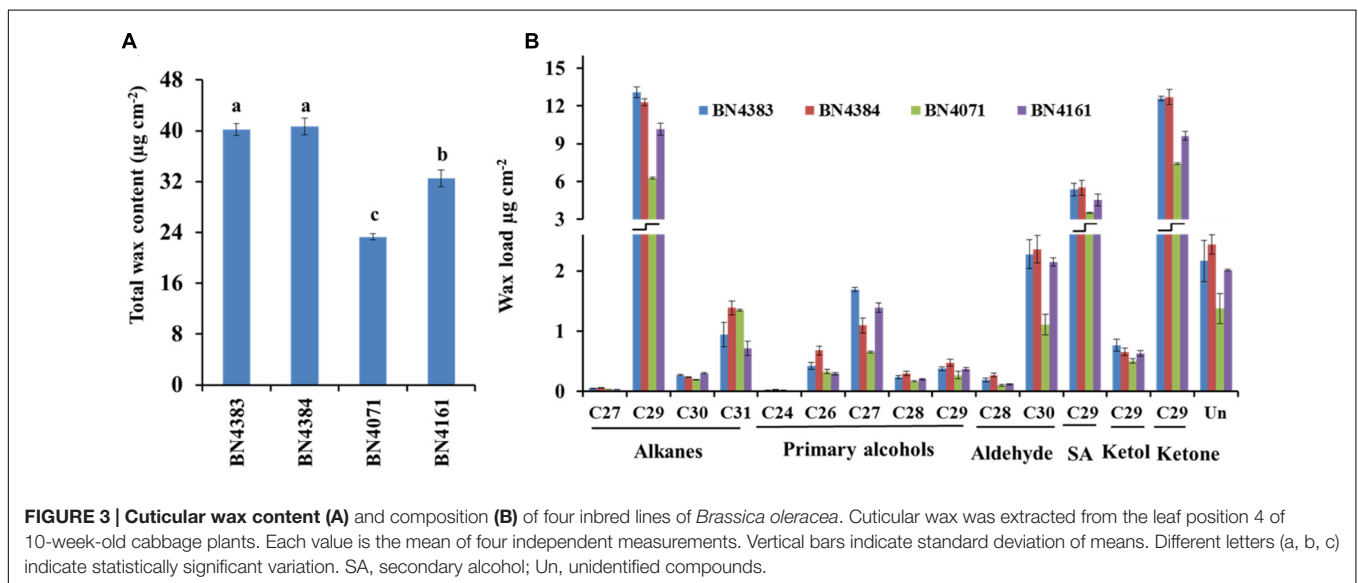 A
B
Total wax content (µg cm-2)
48
40
32
24
16
8
0
a
a
c
b
BN4383
BN4384
BN4071
BN4161
Wax load µg cm-2
15
12
9
6
3
2
1
0
BN4383 BN4384 BN4071 BN4161
C27 C29 C30 C31 C24 C26 C27 C28 C29 C28 C30 C29 C29 C29 Un
Alkanes Primary alcohols Aldehyde SA Ketol Ketone
FIGURE 3 | Cuticular wax content (A) and composition (B) of four inbred lines of Brassica oleracea. Cuticular wax was extracted from the leaf position 4 of
10-week-old cabbage plants. Each value is the mean of four independent measurements. Vertical bars indicate standard deviation of means. Different letters (a, b, c)
indicate statistically significant variation. SA, secondary alcohol; Un, unidentified compounds.